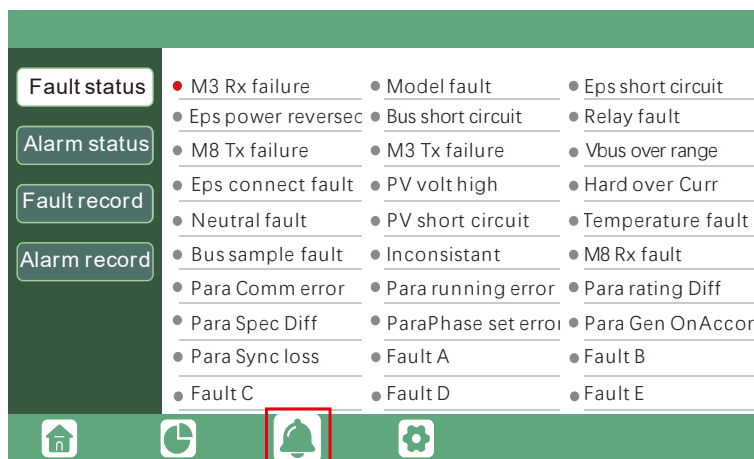 Fault status
Alarm status
Fault record
Alarm record
M3 Rx failure Model fault Eps short circuit
Eps power reversec Bus short circuit Relay fault
M8 Tx failure M3 Tx failure Vbus over range
Eps connect fault PV volt high Hard over Curr
Neutral fault PV short circuit Temperature fault
Bus sample fault Inconsistant M8 Rx fault
Para Comm error Para running error Para rating Diff
Para Spec Diff ParaPhase set error Para Gen OnAccor
Para Sync loss Fault A Fault B
Fault C Fault D Fault E